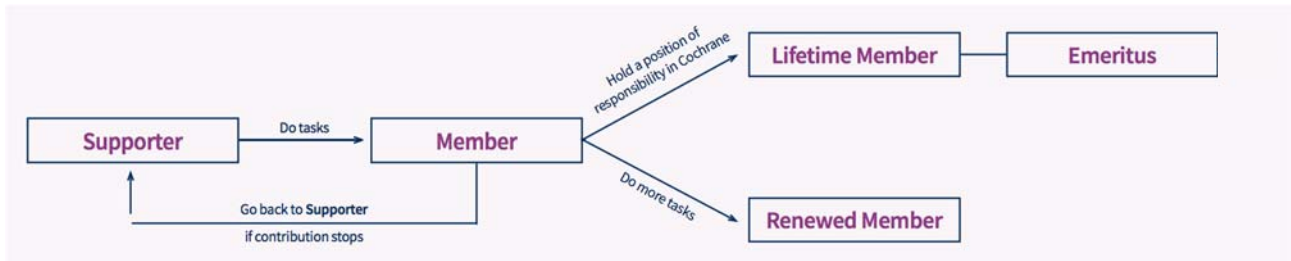 Supporter
Do tasks
Member
Go back to Supporter
if contribution stops
Hold a position of
responsibility in Cochrane
Lifetime Member
Emeritus
Do more tasks
Renewed Member